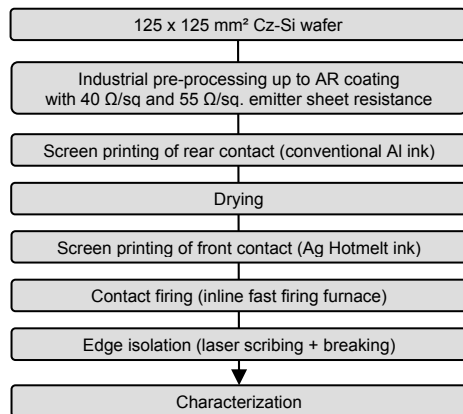 125 x 125 mm² Cz-Si wafer
Industrial pre-processing up to AR coating
with 40 Ω/sq and 55 Ω/sq. emitter sheet resistance
Screen printing of rear contact (conventional Al ink)
Drying
Screen printing of front contact (Ag Hotmelt ink)
Contact firing (inline fast firing furnace)
Edge isolation (laser scribing + breaking)
Characterization